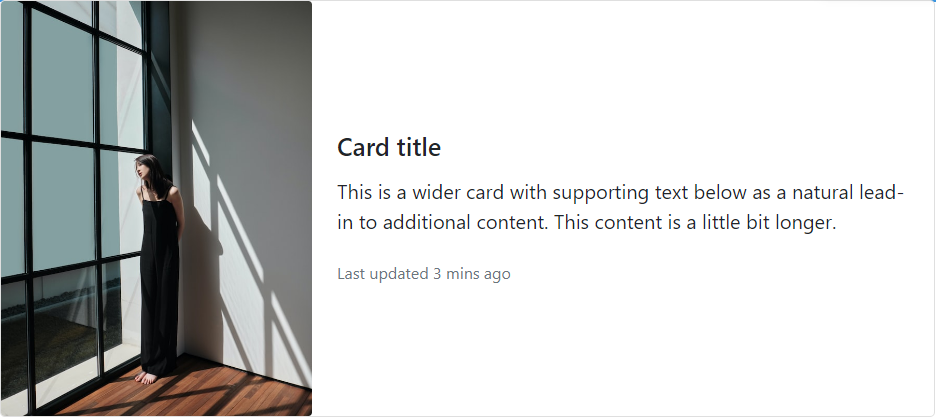 Card title
This is a wider card with supporting text below as a natural lead-
in to additional content. This content is a little bit longer.
Last updated 3 mins ago